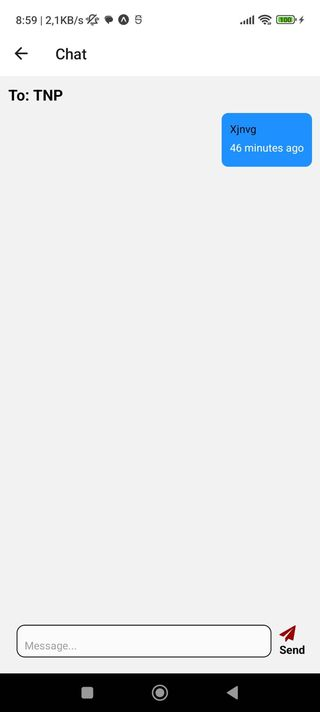 8:59 | 2,1KB/s
100
Chat
To: TNP
Xjnvg
46 minutes ago
Message...
Send